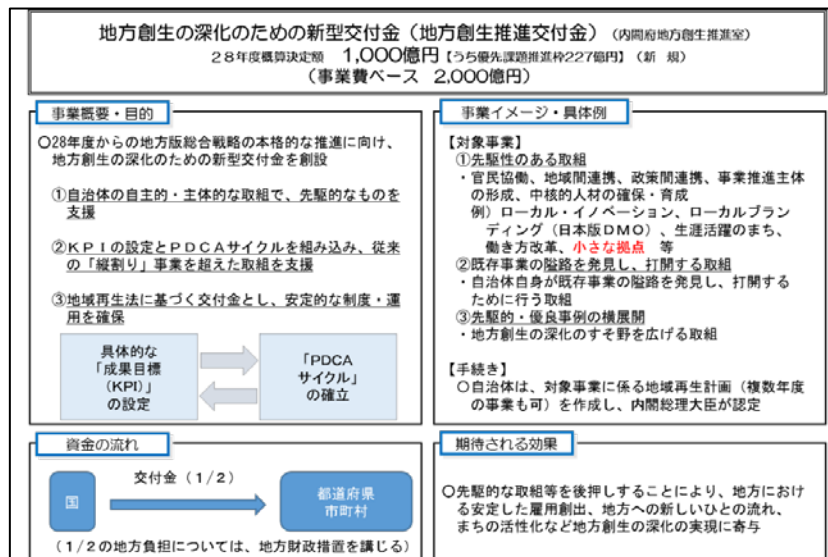 地方創生の深化のための新型交付金（地方創生推進交付金）（内閣府地方創生推進室）
２８年度概算決定額 1,000億円【うち優先課題推進枠227億円】（新 規）
（事業費ベース 2,000億円）
事業概要・目的
○28年度からの地方版総合戦略の本格的な推進に向け、
地方創生の深化のための新型交付金を創設
①自治体の自主的・主体的な取組で、先駆的なものを
支援
②ＫＰＩの設定とＰＤＣＡサイクルを組み込み、従来
の「縦割り」事業を超えた取組を支援
③地域再生法に基づく交付金とし、安定的な制度・運
用を確保
具体的な
「成果目標
（KPI）」
の設定
「PDCA
サイクル」
の確立
事業イメージ・具体例
【対象事業】
①先駆性のある取組
・官民協働、地域間連携、政策間連携、事業推進主体
の形成、中核的人材の確保・育成
例）ローカル・イノベーション、ローカルブラン
ディング（日本版ＤＭＯ）、生涯活躍のまち、
働き方改革、小さな拠点 等
②既存事業の隘路を発見し、打開する取組
・自治体自身が既存事業の隘路を発見し、打開する
ために行う取組
③先駆的・優良事例の横展開
・地方創生の深化のすそ野を広げる取組
【手続き】
○自治体は、対象事業に係る地域再生計画（複数年度
の事業も可）を作成し、内閣総理大臣が認定
資金の流れ
国
交付金（１/２）
都道府県
市町村
（１/２の地方負担については、地方財政措置を講じる）
期待される効果
○先駆的な取組等を後押しすることにより、地方におけ
る安定した雇用創出、地方への新しいひとの流れ、
まちの活性化など地方創生の深化の実現に寄与